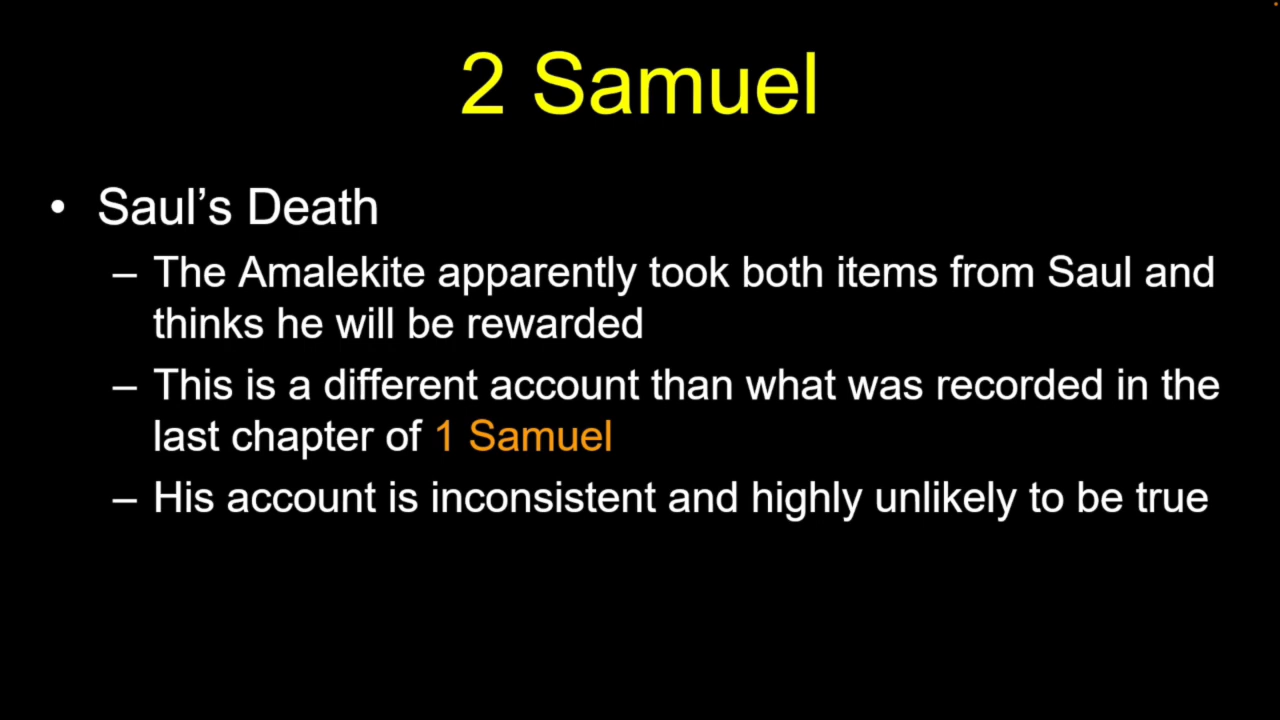 2 Samuel
• Saul’s Death
– The Amalekite apparently took both items from Saul and
thinks he will be rewarded
– This is a different account than what was recorded in the
last chapter of 1 Samuel
– His account is inconsistent and highly unlikely to be true